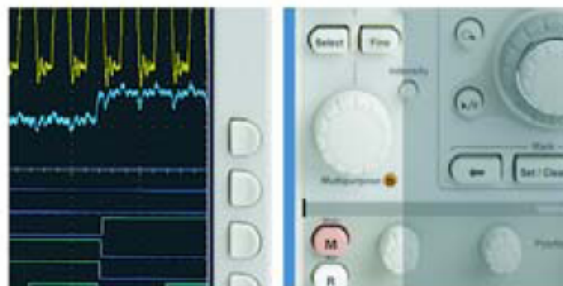 Select Fine
Intensity
Multipurpose b
Mark
Set / Clear
M
R